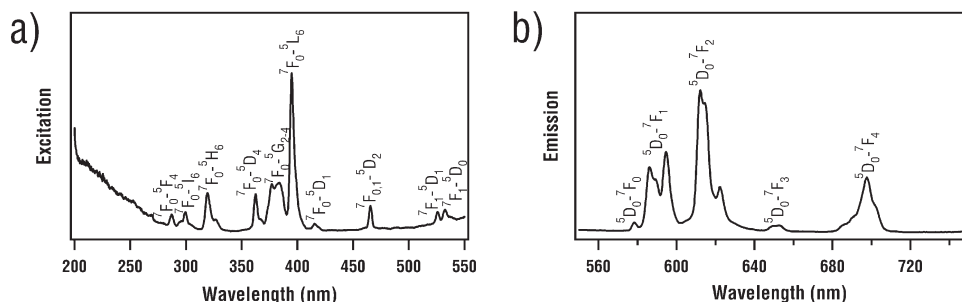 a)
Excitation
⁷F₀-⁵F₄
⁷F₀-⁵I₆
⁷F₀-⁵H₆
⁷F₀-⁵D₄
⁷F₀-⁵G₂₋₄
⁷F₀-⁵L₆
⁷F₀-⁵D₁
⁷F₀,₁-⁵D₂
⁷F₁-⁵D₁
⁷F₁-⁵D₀
200 250 300 350 400 450 500 550
Wavelength (nm)
b)
Emission
⁵D₀-⁷F₀
⁵D₀-⁷F₁
⁵D₀-⁷F₂
⁵D₀-⁷F₃
⁵D₀-⁷F₄
560 600 640 680 720
Wavelength (nm)